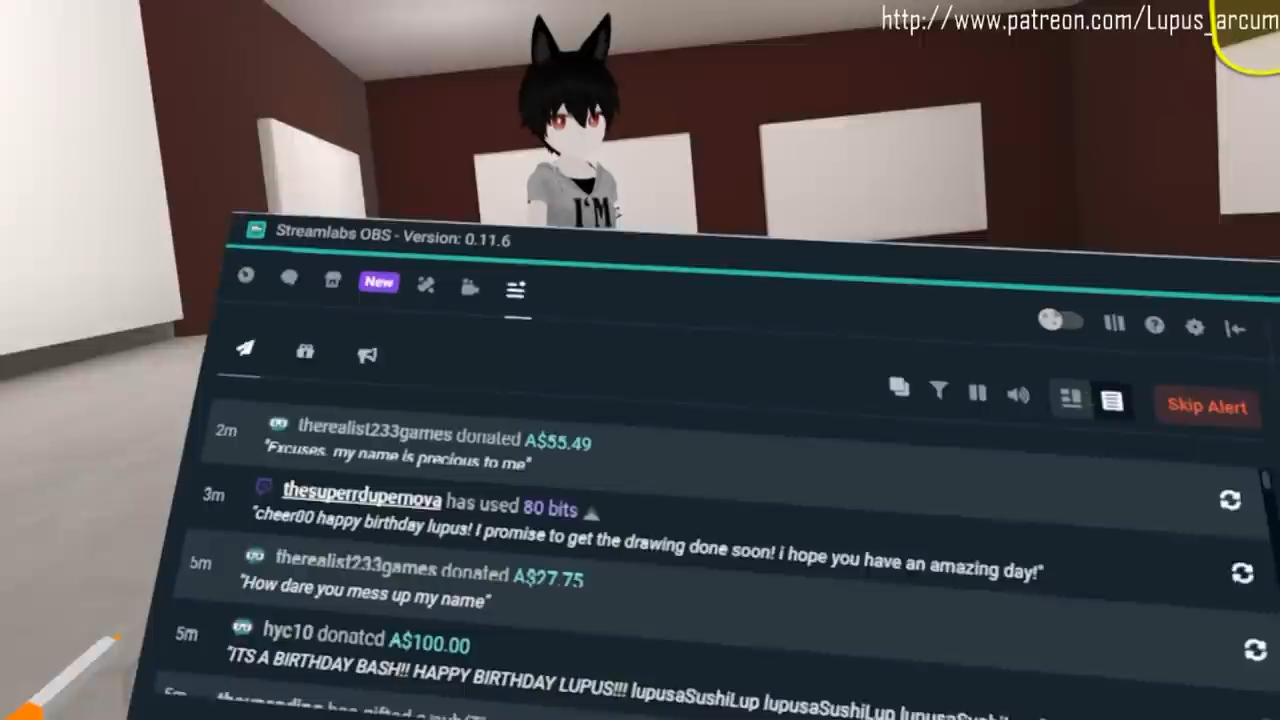 http://www.patreon.com/Lupus_arcum
I'M
Streamlabs OBS - Version: 0.11.6
New
Skip Alert
2m therealist233games donated A$55.49
"Excuses, my name is precious to me"
3m thesuperrdupernova has used 80 bits
"cheer80 happy birthday lupus! I promise to get the drawing done soon! i hope you have an amazing day!"
5m therealist233games donated A$27.75
"How dare you mess up my name"
5m hyc10 donated A$100.00
"ITS A BIRTHDAY BASH!! HAPPY BIRTHDAY LUPUS!!! lupusaSushiLup lupusaSushiLup
5m
has gifted a